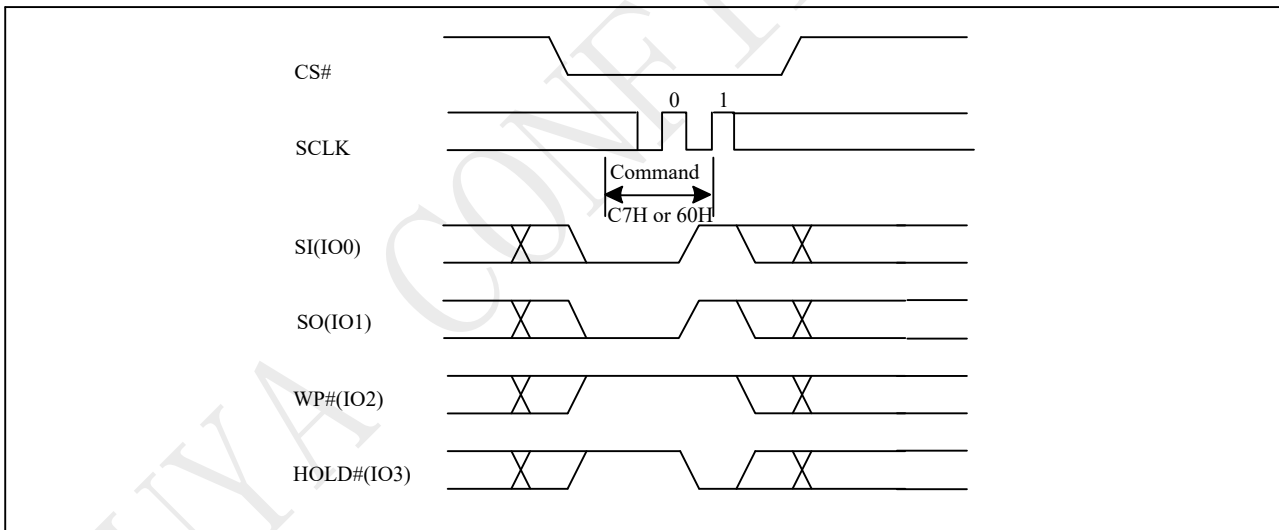 CS#
0 1
SCLK
Command
C7H or 60H
SI(IO0)
SO(IO1)
WP#(IO2)
HOLD#(IO3)